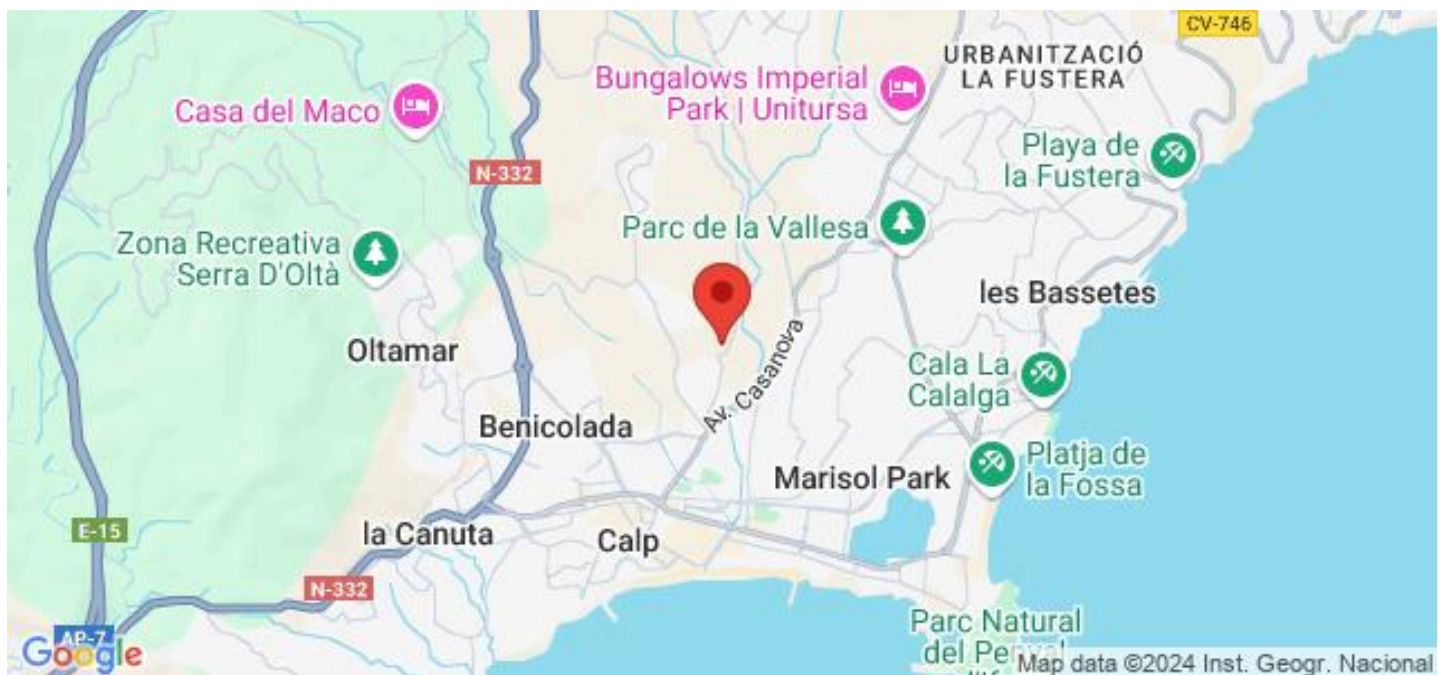 CV-746
URBANITZACIÓ
LA FUSTERA
Bungalows Imperial
Park | Unitursa
Casa del Maco
Playa de
la Fustera
N-332
Parc de la Vallesa
Zona Recreativa
Serra D'Oltà
les Bassetes
Oltamar
Av. Casanova
Cala La
Calalga
Benicolada
Marisol Park
Platja de
la Fossa
E-15
la Canuta
Calp
N-332
Parc Natural
del
AP-7
Google
Map data ©2024 Inst. Geogr. Nacional